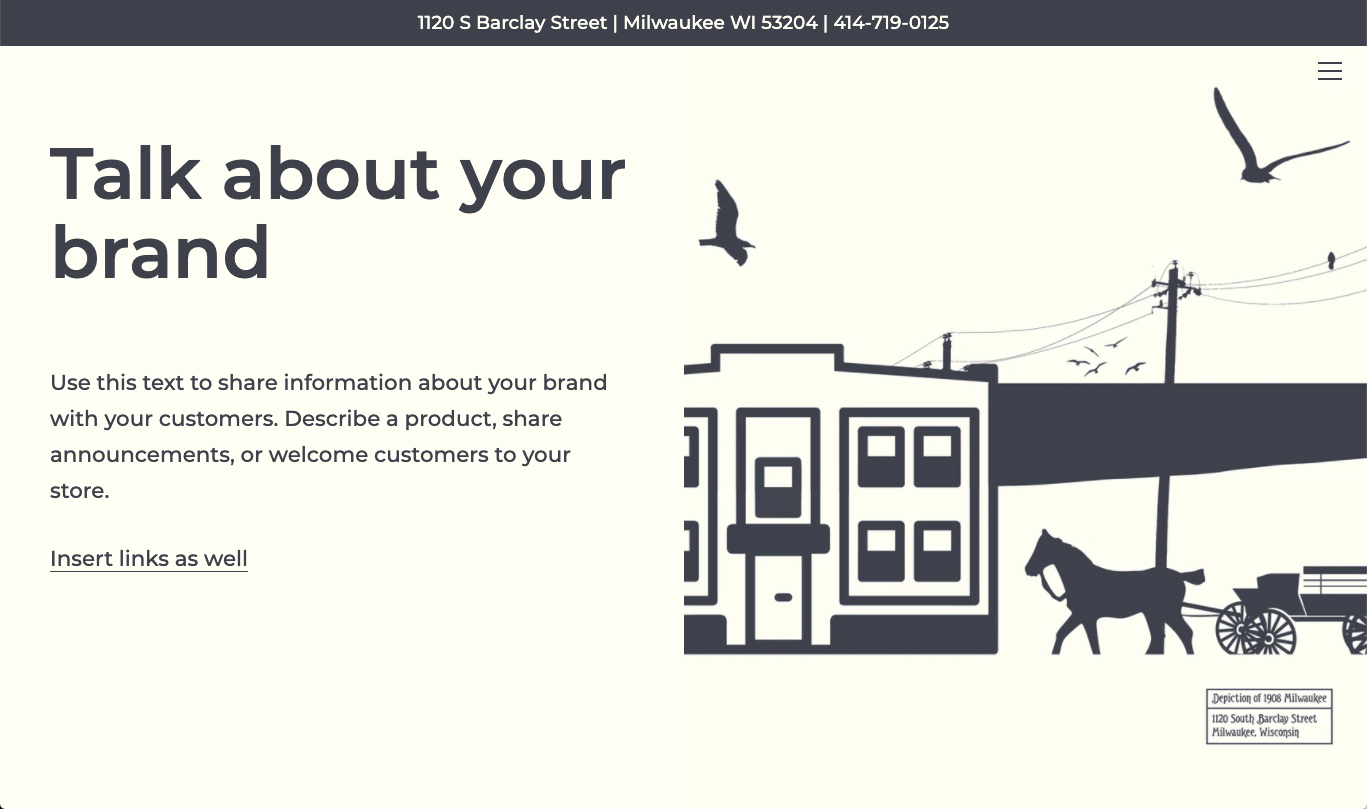 1120 S Barclay Street | Milwaukee WI 53204 | 414-719-0125
Talk about your
brand
Use this text to share information about your brand
with your customers. Describe a product, share
announcements, or welcome customers to your
store.
Insert links as well
Depiction of 1908 Milwaukee
1120 South Barclay Street
Milwaukee, Wisconsin